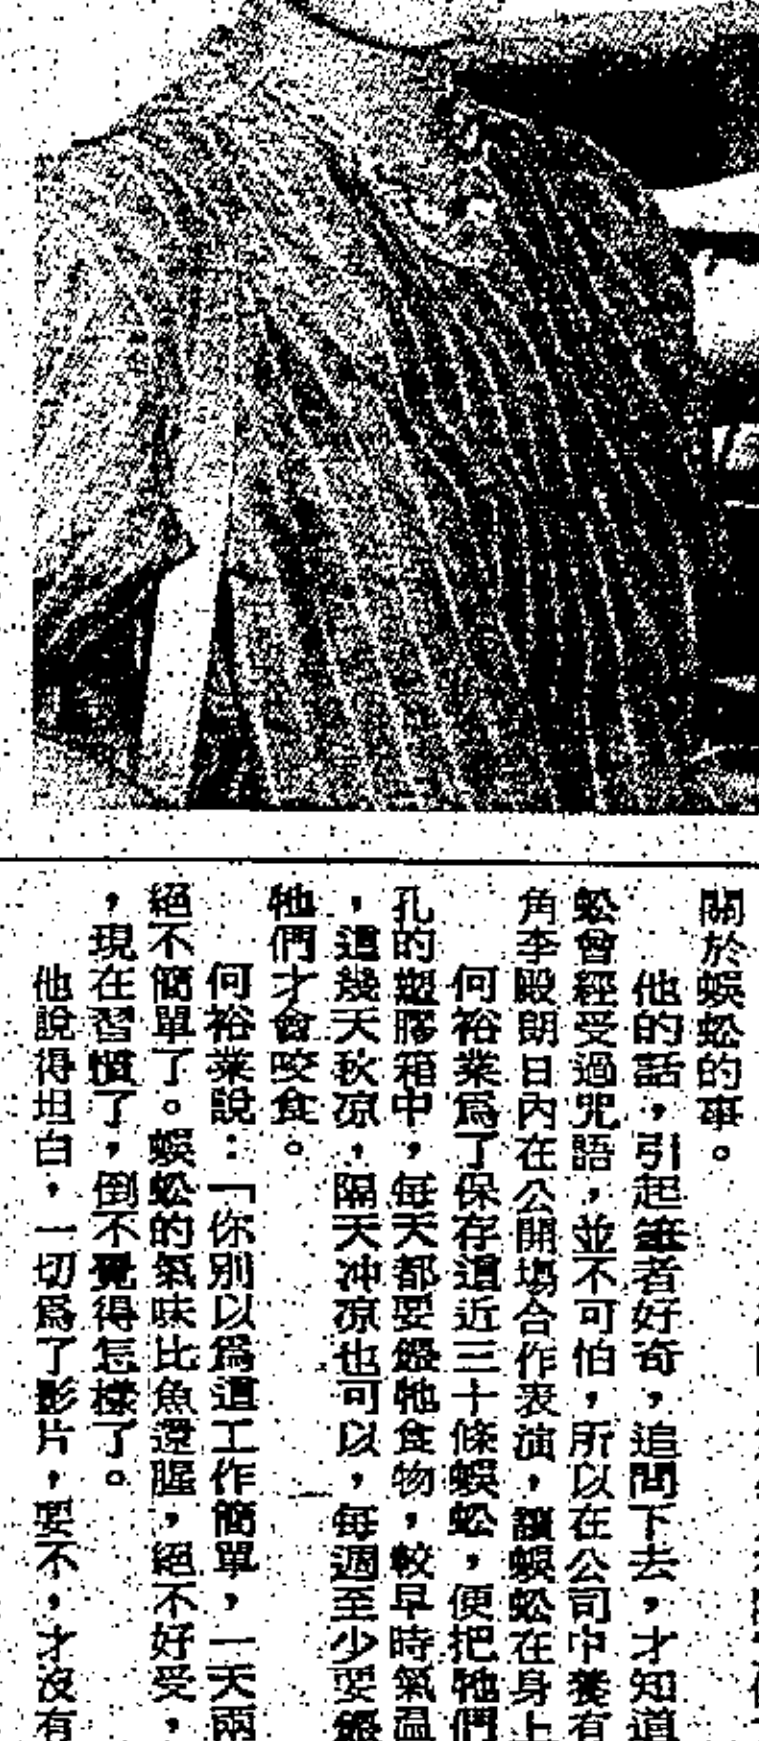 關於蜈蚣的事。
他的話，引起筆者好奇，追問下去，才知道
蚣曾經受過咒語，並不可怕，所以在公司中養有
角李殿朗日內在公開場合作表演，讓蜈蚣在身上
何裕業爲了保存這近三十條蜈蚣，便把牠們
孔的塑膠箱中，每天都要餵牠食物，較早時氣温
，這幾天秋凉，隔天冲凉也可以，每週至少要餵
牠們才會咬食。
何裕業說：「你別以爲這工作簡單，一天兩
絕不簡單了。蜈蚣的氣味比魚還腥，絕不好受，
，現在習慣了，倒不覺得怎樣了。
他說得坦白，一切爲了影片，要不，才沒有